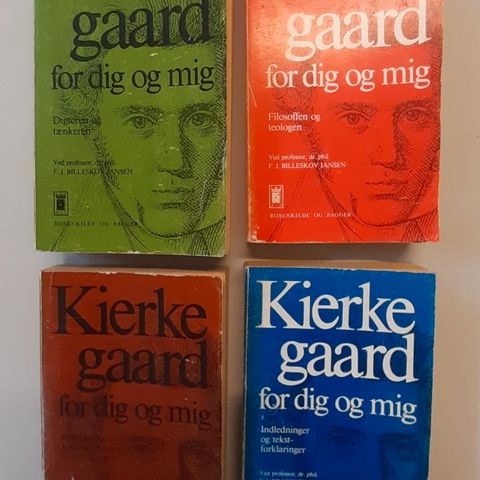 gaard
for dig og mig
Digteren og
tænkeren
Ved professor, dr. phil
F. J. BILLESKOV JANSEN
ROSENKILDE OG BAGGER
gaard
for dig og mig
Filosoffen og
teologen
Ved professor, dr. phil
F. J. BILLESKOV JANSEN
ROSENKILDE OG BAGGER
Kierke
gaard
for dig og mig
Kierke
gaard
for dig og mig
Indledninger
og tekst-
forklaringer
Ved professor, dr. phil